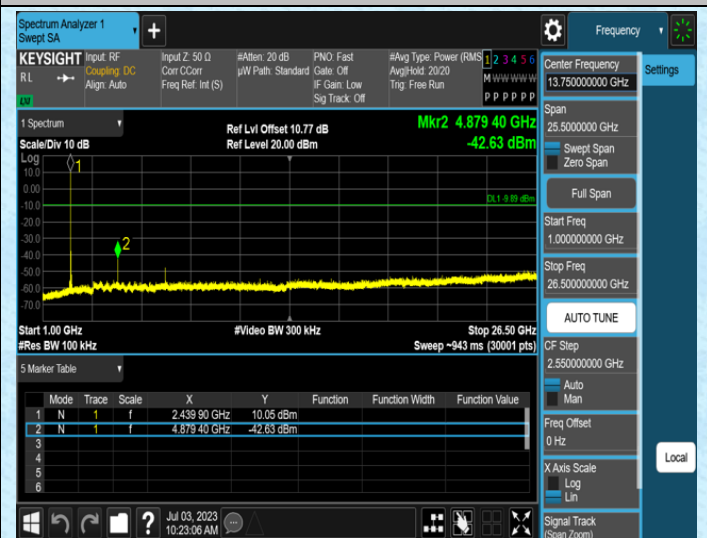 Spectrum Analyzer 1
Swept SA
+
Frequency
KEYSIGHT
RL
Input: RF
Coupling: DC
Align: Auto
Input Z: 50 Ω
Corr CCorr
Freq Ref: Int (S)
#Atten: 20 dB
µW Path: Standard
PNO: Fast
Gate: Off
IF Gain: Low
Sig Track: Off
#Avg Type: Power (RMS
Avg|Hold: 20/20
Trig: Free Run
1 2 3 4 5 6
M W W W W W
P P P P P P
1 Spectrum
Scale/Div 10 dB
Ref Lvl Offset 10.77 dB
Ref Level 20.00 dBm
Mkr2 4.879 40 GHz
-42.63 dBm
Log
10.0
0.00
-10.0
-20.0
-30.0
-40.0
-50.0
-60.0
-70.0
1
2
DL1 -9.89 dBm
Start 1.00 GHz
#Res BW 100 kHz
#Video BW 300 kHz
Stop 26.50 GHz
Sweep ~943 ms (30001 pts)
5 Marker Table
Mode Trace Scale X Y Function Function Width Function Value
1 N 1 f 2.439 90 GHz 10.05 dBm
2 N 1 f 4.879 40 GHz -42.63 dBm
3
4
5
6
?
Jul 03, 2023
10:23:06 AM
Center Frequency
13.750000000 GHz
Settings
Span
25.5000000 GHz
Swept Span
Zero Span
Full Span
Start Freq
1.000000000 GHz
Stop Freq
26.500000000 GHz
AUTO TUNE
CF Step
2.550000000 GHz
Auto
Man
Freq Offset
0 Hz
X Axis Scale
Log
Lin
Local
Signal Track
(Span Zoom)